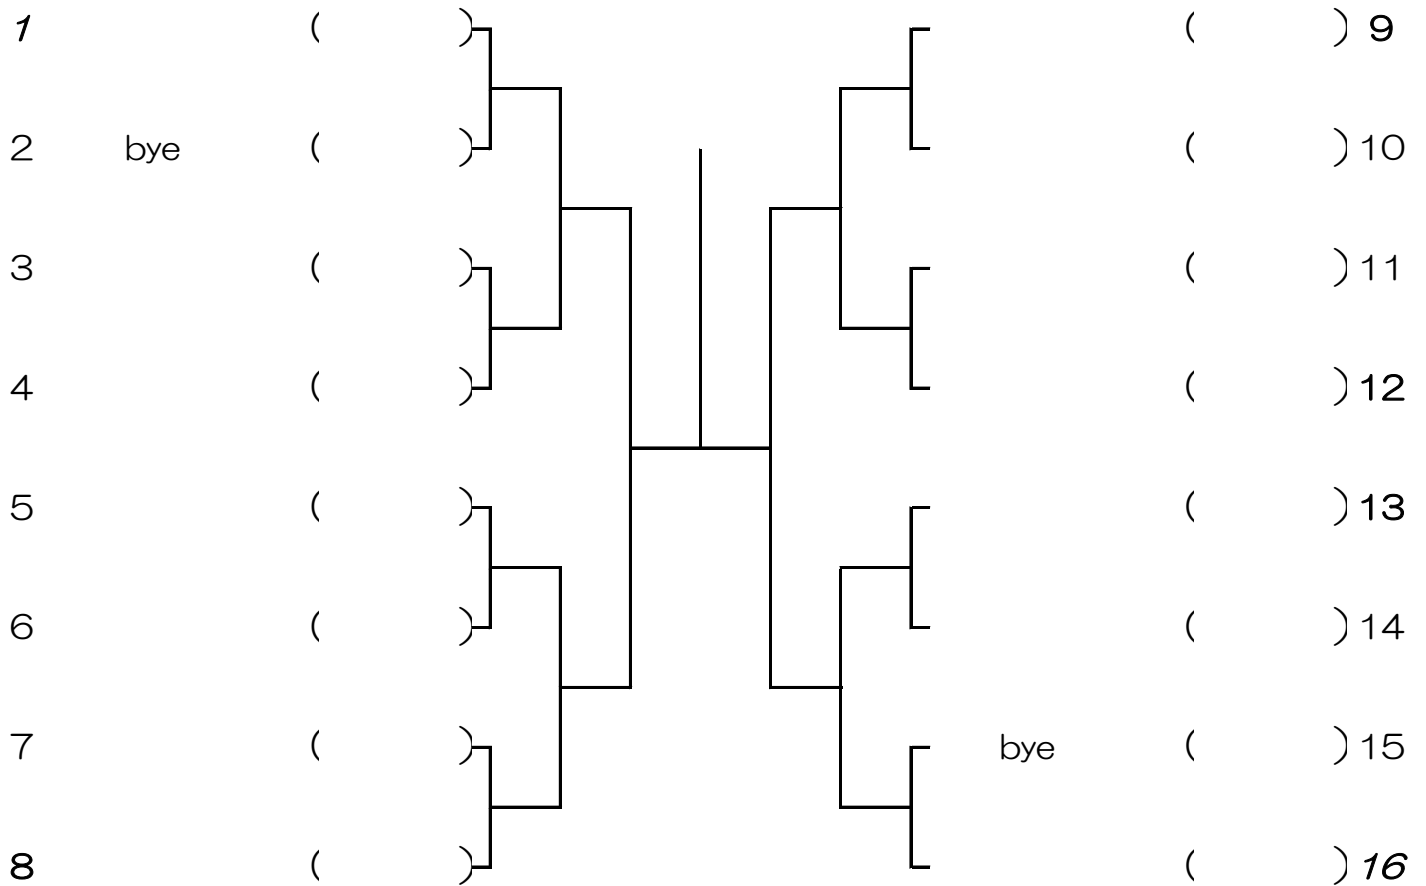 1 ( ) ( ) 9
2 bye ( ) ( ) 10
3 ( ) ( ) 11
4 ( ) ( ) 12
5 ( ) ( ) 13
6 ( ) ( ) 14
7 ( ) bye ( ) 15
8 ( ) ( ) 16